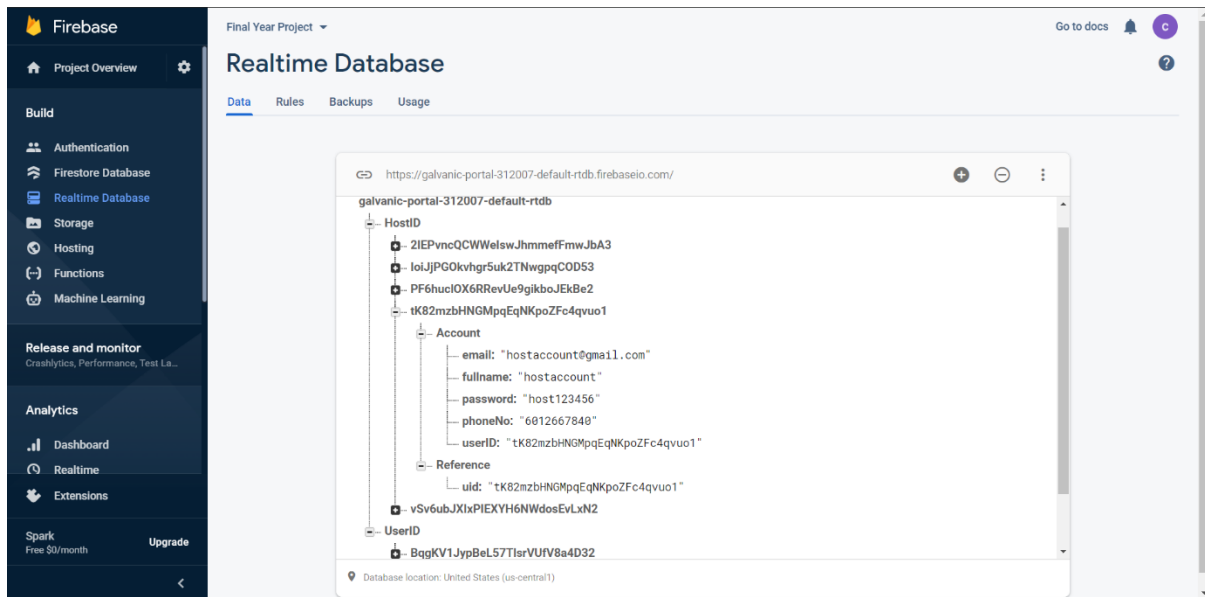 Firebase
Project Overview
Build
Authentication
Firestore Database
Realtime Database
Storage
Hosting
Functions
Machine Learning
Release and monitor
Crashlytics, Performance, Test La...
Analytics
Dashboard
Realtime
Extensions
Spark
Free $0/month
Upgrade
Final Year Project
Go to docs
C
Realtime Database
Data Rules Backups Usage
https://galvanic-portal-312007-default-rtdb.firebaseio.com/
galvanic-portal-312007-default-rtdb
HostID
2IEPvncQCWWelswJhmmefFmwJbA3
IoiJjPGOkvhgr5uk2TNwgpqCOD53
PF6hucIOX6RRevUe9gikboJEkBe2
tK82mzbHNGMpqEqNKpoZFc4qvuo1
Account
email: "hostaccount@gmail.com"
fullname: "hostaccount"
password: "host123456"
phoneNo: "6012667840"
userID: "tK82mzbHNGMpqEqNKpoZFc4qvuo1"
Reference
uid: "tK82mzbHNGMpqEqNKpoZFc4qvuo1"
vSv6ubJXIxPIEXYH6NWdosEvLxN2
UserID
BqgKV1JypBeL57TIsrVUfV8a4D32
Database location: United States (us-central1)